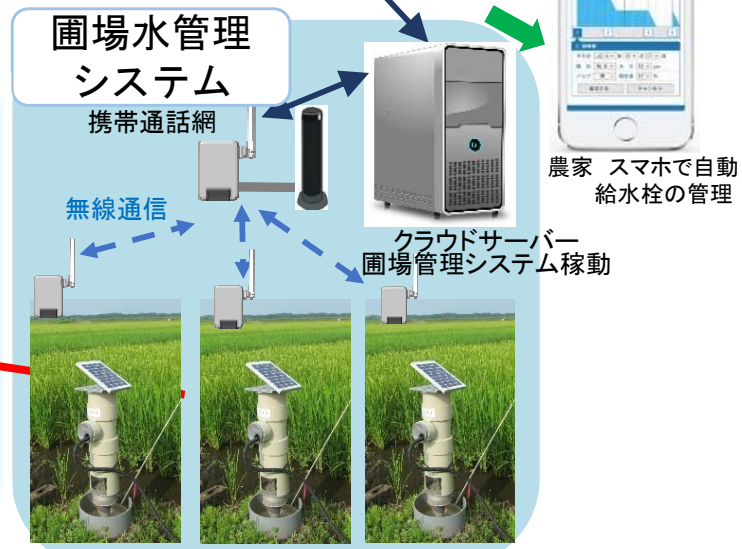 圃場水管理
システム
携帯通話網
無線通信
クラウドサーバー
圃場管理システム稼動
農家 スマホで自動
給水栓の管理